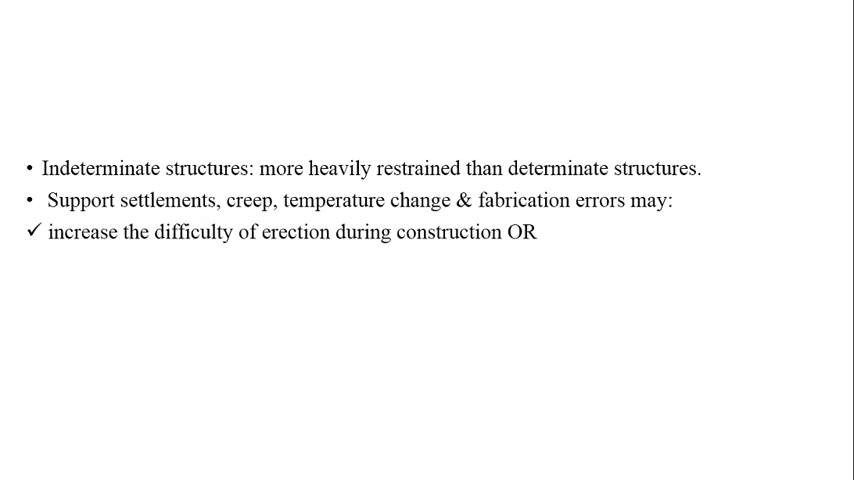 • Indeterminate structures: more heavily restrained than determinate structures.
• Support settlements, creep, temperature change & fabrication errors may:
✓ increase the difficulty of erection during construction OR